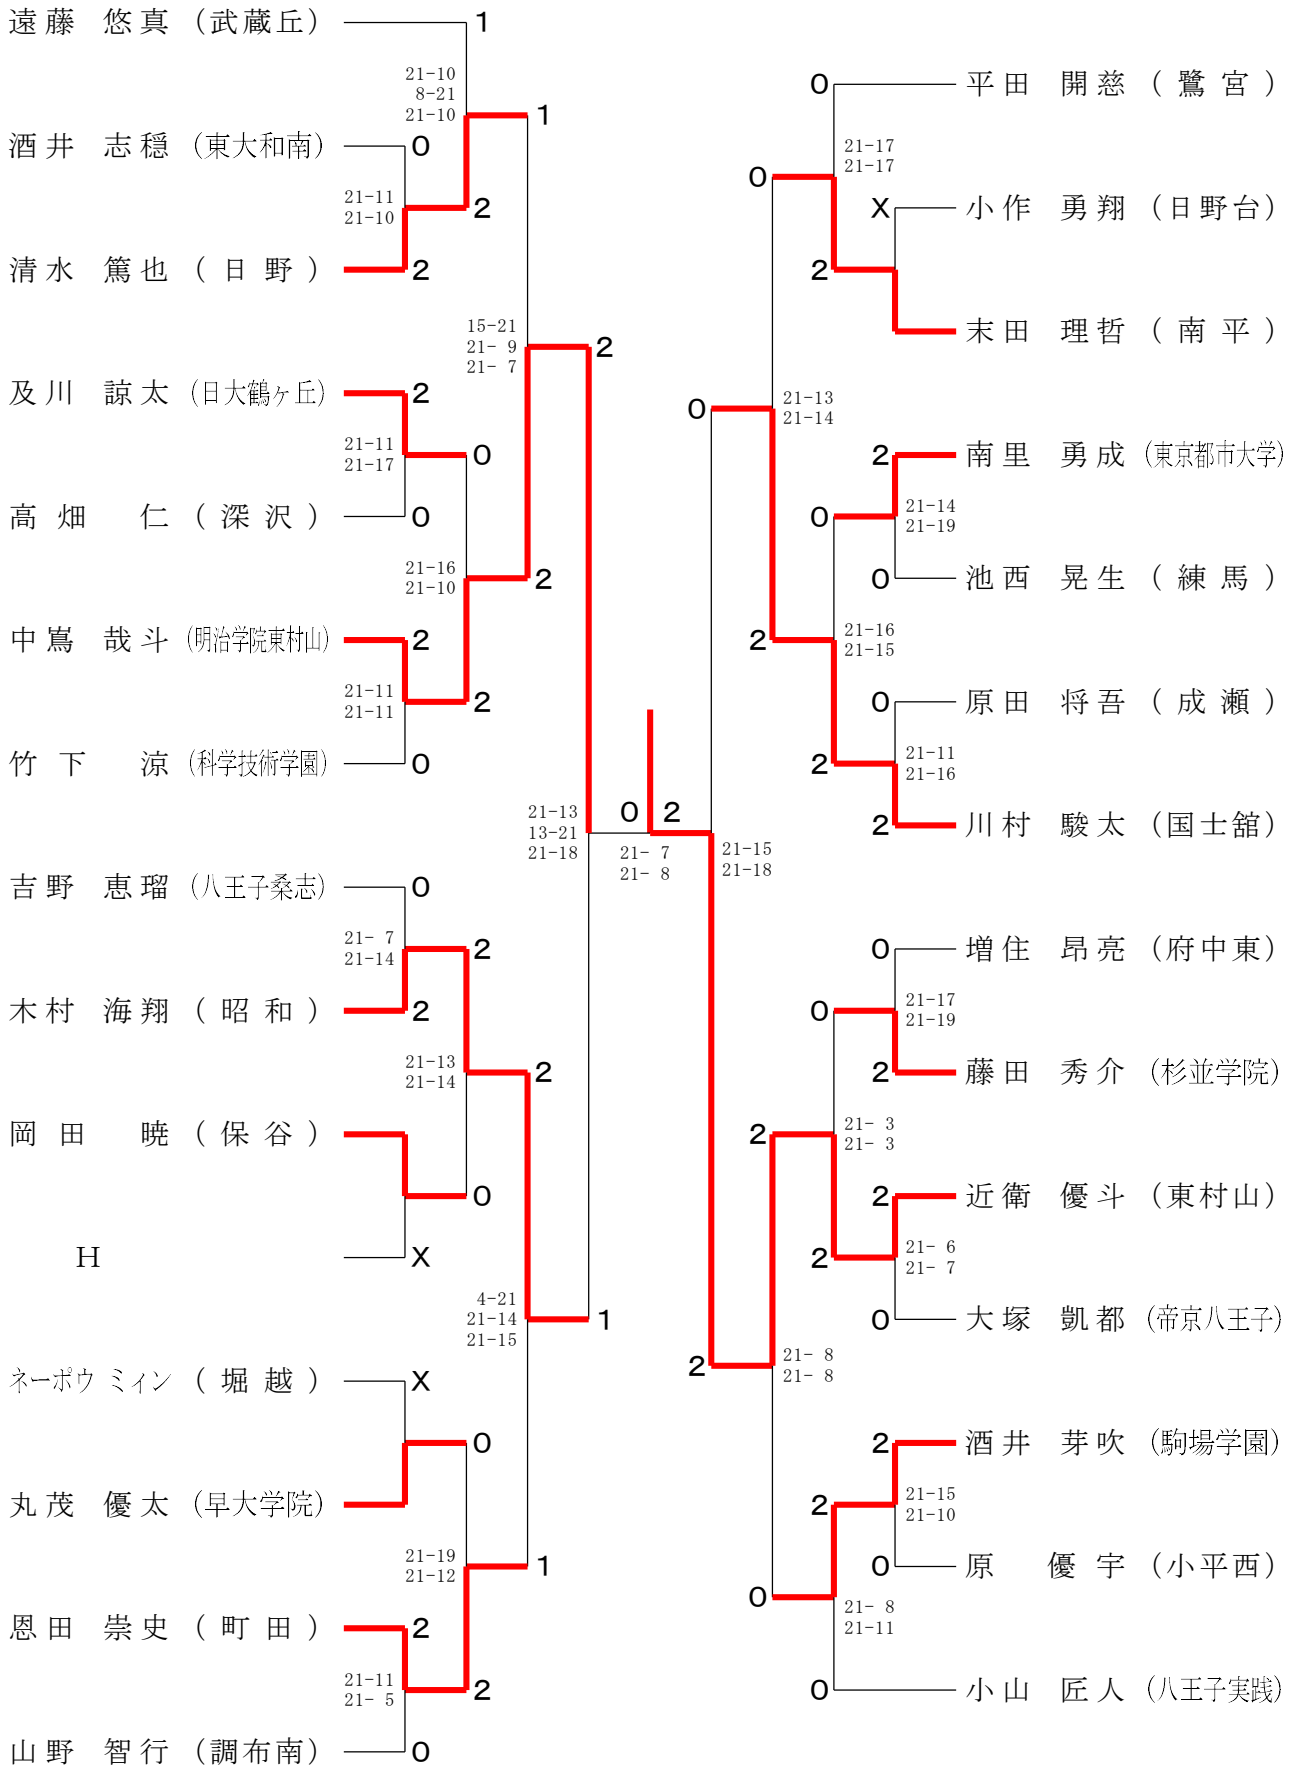 遠藤 悠真 (武蔵丘) 1
21-10
8-21
21-10
1
酒井 志穏 (東大和南) 0
21-11
21-10
2
清水 篤也 (日野) 2
15-21
21- 9
21- 7
2
及川 諒太 (日大鶴ヶ丘) 2
21-11
21-17
0
高畑 仁 (深沢) 0
21-16
21-10
2
中嶌 哉斗 (明治学院東村山) 2
21-11
21-11
2
竹下 涼 (科学技術学園) 0
21-13
13-21
21-18
0 2
21- 7
21- 8
吉野 恵瑠 (八王子桑志) 0
21- 7
21-14
2
木村 海翔 (昭和) 2
21-13
21-14
2
岡田 暁 (保谷)
0
H X
4-21
21-14
21-15
1
ネーポウ ミィン (堀越) X
0
丸茂 優太 (早大学院)
21-19
21-12
1
恩田 崇史 (町田) 2
21-11
21- 5
2
山野 智行 (調布南) 0
0 平田 開慈 (鷺宮)
21-17
21-17
0
X 小作 勇翔 (日野台)
2
末田 理哲 (南平)
0
21-13
21-14
2 南里 勇成 (東京都市大学)
0
21-14
21-19
0 池西 晃生 (練馬)
2
21-16
21-15
0 原田 将吾 (成瀬)
2
21-11
21-16
2 川村 駿太 (国士舘)
21-15
21-18
0 増住 昂亮 (府中東)
0
21-17
21-19
2 藤田 秀介 (杉並学院)
2
21- 3
21- 3
2 近衛 優斗 (東村山)
2
21- 6
21- 7
0 大塚 凱都 (帝京八王子)
2
21- 8
21- 8
2 酒井 芽吹 (駒場学園)
2
21-15
21-10
0 原 優宇 (小平西)
0
21- 8
21-11
0 小山 匠人 (八王子実践)